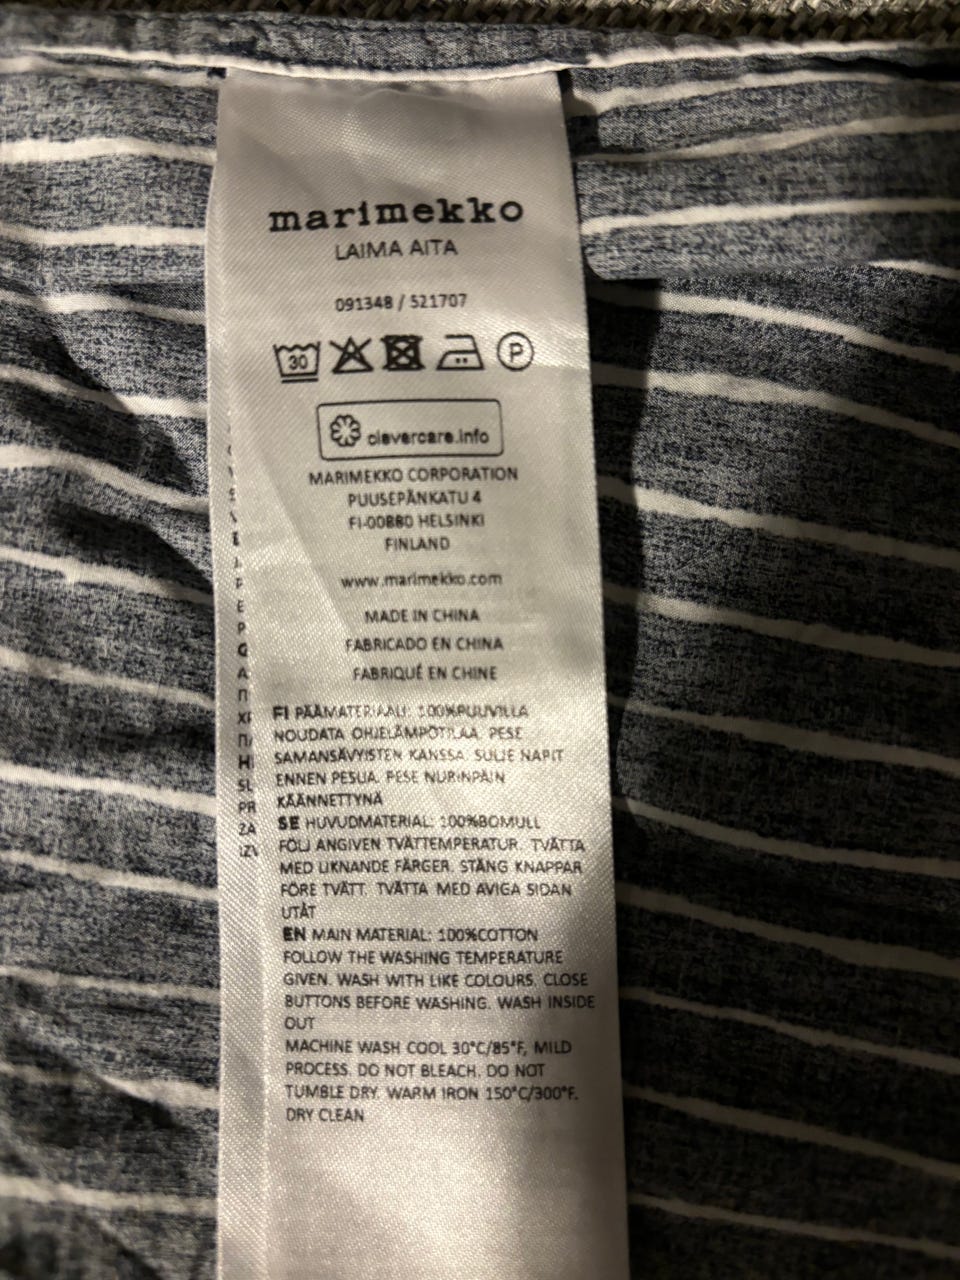 marimekko
LAIMA AITA
091348 / 521707
30
P
clevercare.info
MARIMEKKO CORPORATION
PUUSEPÄNKATU 4
FI-00880 HELSINKI
FINLAND
www.marimekko.com
MADE IN CHINA
FABRICADO EN CHINA
FABRIQUÉ EN CHINE
FI PÄÄMATERIAALI: 100%PUUVILLA
NOUDATA OHJELÄMPÖTILAA. PESE
SAMANSÄVYISTEN KANSSA. SULJE NAPIT
ENNEN PESUA. PESE NURINPÄIN
KÄÄNNETTYNÄ
SE HUVUDMATERIAL: 100%BOMULL
FÖLJ ANGIVEN TVÄTTEMPERATUR. TVÄTTA
MED LIKNANDE FÄRGER. STÄNG KNAPPAR
FÖRE TVÄTT. TVÄTTA MED AVIGA SIDAN
UTÅT
EN MAIN MATERIAL: 100%COTTON
FOLLOW THE WASHING TEMPERATURE
GIVEN. WASH WITH LIKE COLOURS. CLOSE
BUTTONS BEFORE WASHING. WASH INSIDE
OUT
MACHINE WASH COOL 30°C/85°F, MILD
PROCESS. DO NOT BLEACH. DO NOT
TUMBLE DRY. WARM IRON 150°C/300°F.
DRY CLEAN